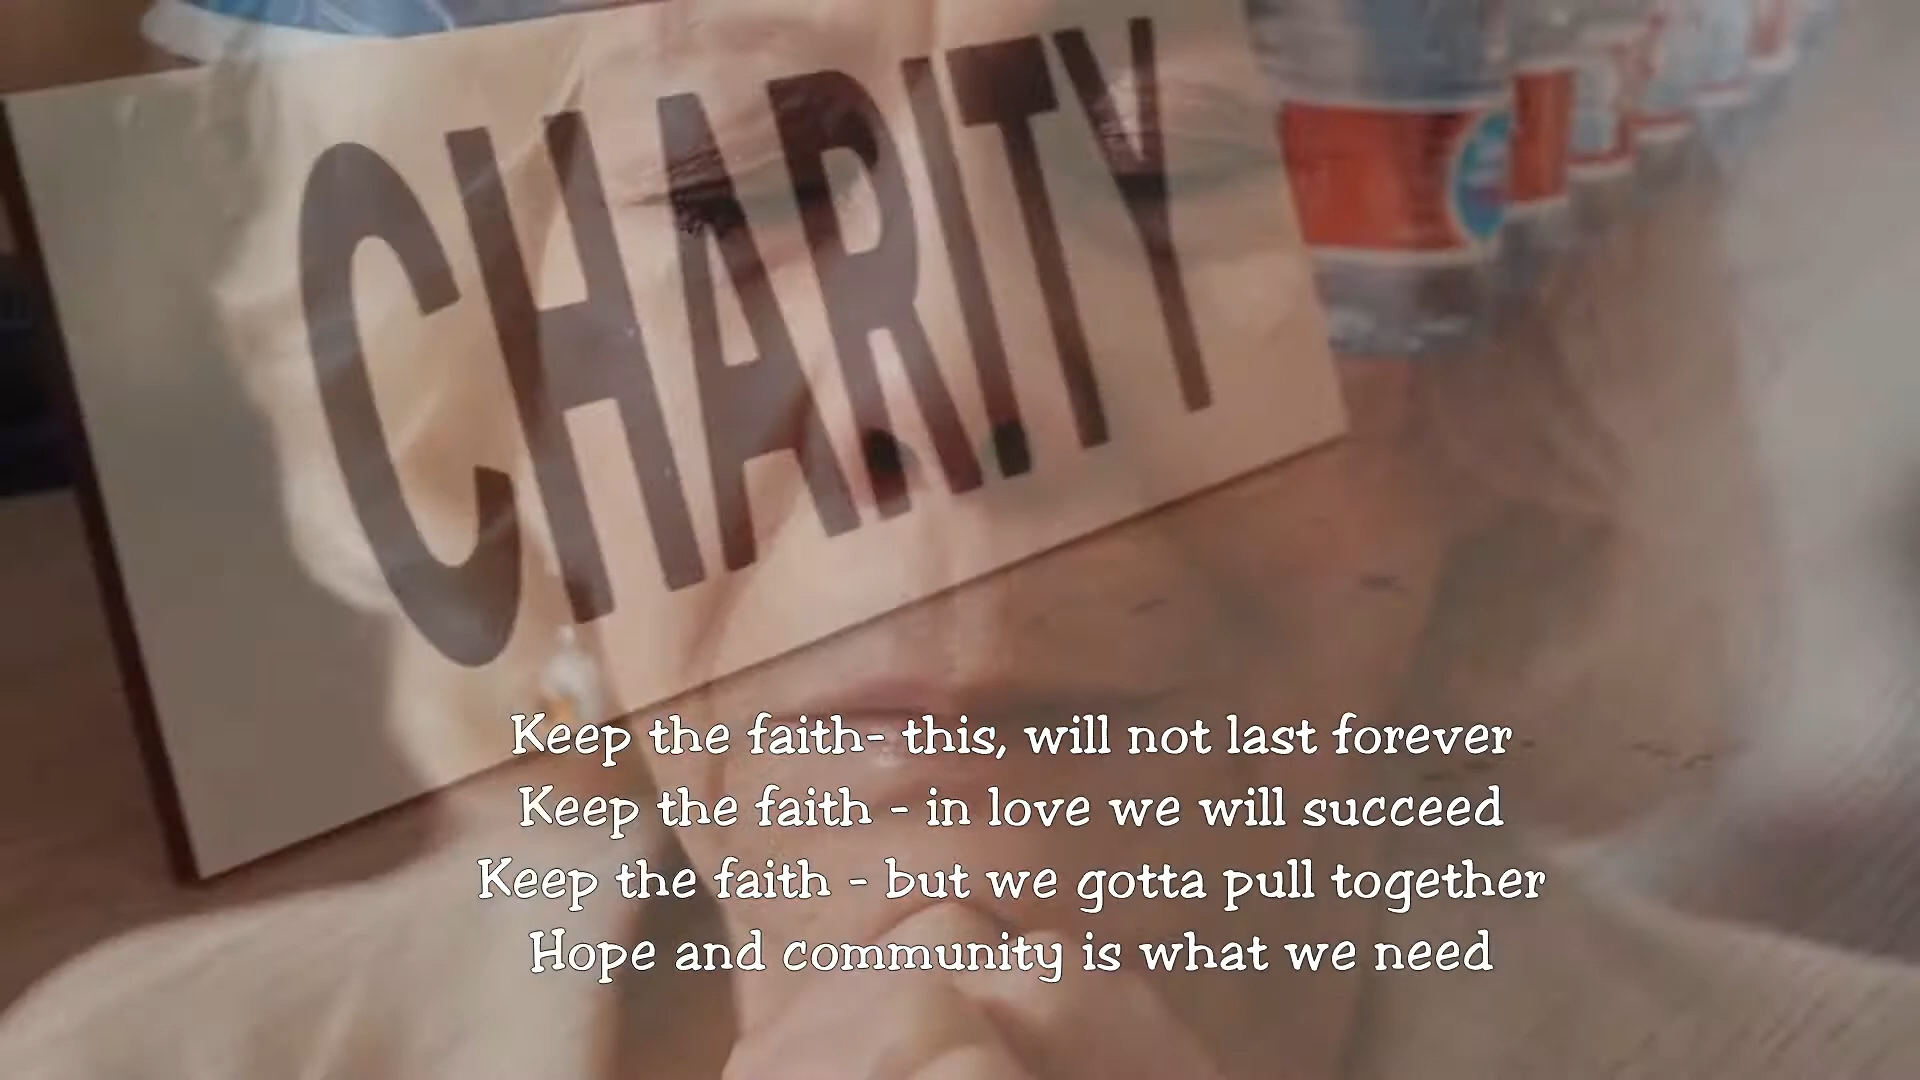 CHARITY
Keep the faith- this, will not last forever
Keep the faith - in love we will succeed
Keep the faith - but we gotta pull together
Hope and community is what we need